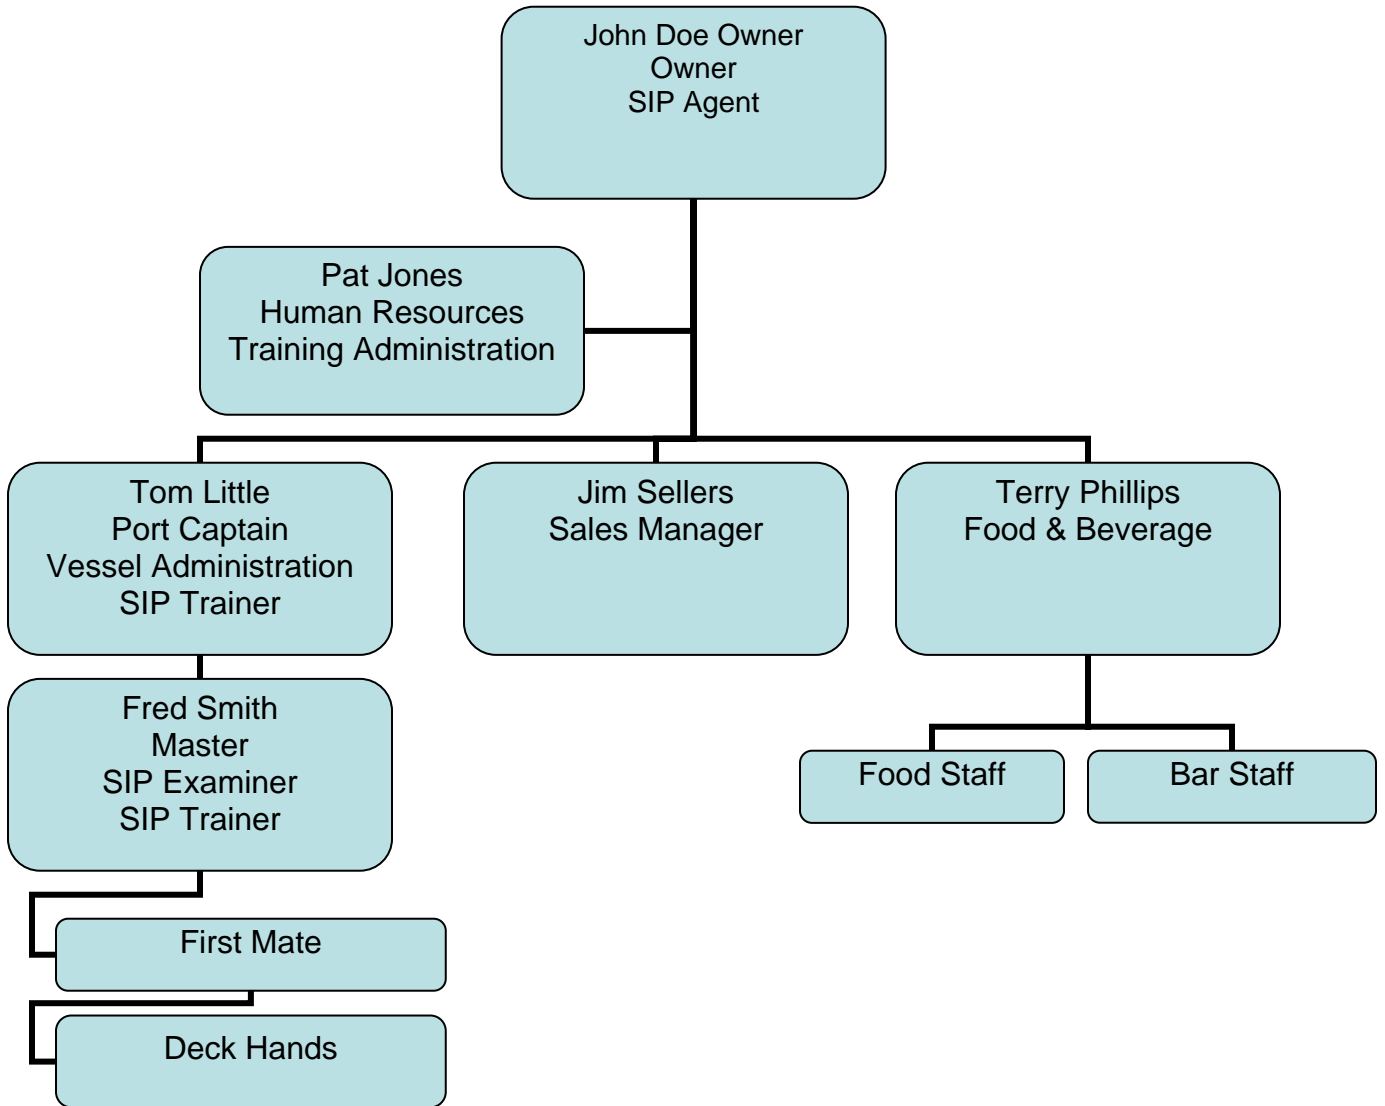 John Doe Owner
Owner
SIP Agent
Pat Jones
Human Resources
Training Administration
Tom Little
Port Captain
Vessel Administration
SIP Trainer
Jim Sellers
Sales Manager
Terry Phillips
Food & Beverage
Fred Smith
Master
SIP Examiner
SIP Trainer
Food Staff
Bar Staff
First Mate
Deck Hands